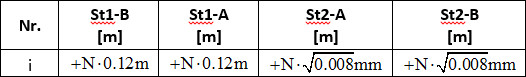 Nr. St1-B [m] St1-A [m] St2-A [m] St2-B [m]
i +N·0.12m +N·0.12m +N·√0.008mm +N·√0.008mm